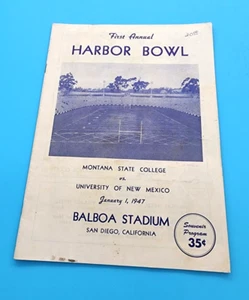 First Annual
HARBOR BOWL
MONTANA STATE COLLEGE
vs.
UNIVERSITY OF NEW MEXICO
January 1, 1947
BALBOA STADIUM
SAN DIEGO, CALIFORNIA
Souvenir
Program
35¢